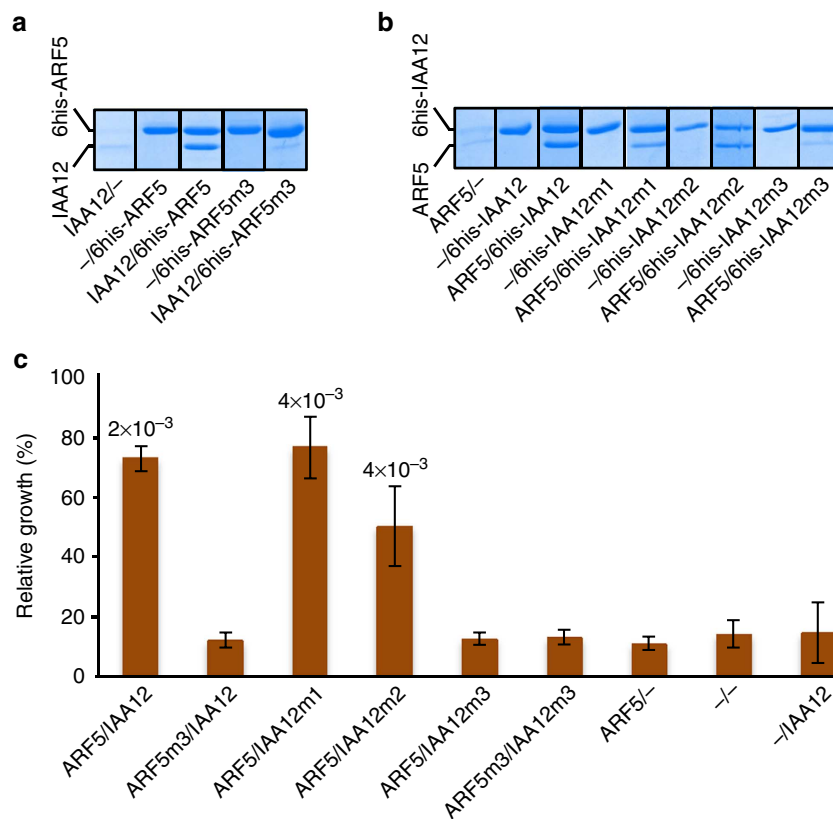 a
6his-ARF5
IAA12
IAA12/–
–/6his-ARF5
IAA12/6his-ARF5
–/6his-ARF5m3
IAA12/6his-ARF5m3
b
6his-IAA12
ARF5
ARF5/–
–/6his-IAA12
ARF5/6his-IAA12
–/6his-IAA12m1
ARF5/6his-IAA12m1
–/6his-IAA12m2
ARF5/6his-IAA12m2
–/6his-IAA12m3
ARF5/6his-IAA12m3
c
Relative growth (%)
100
80
60
40
20
0
2×10⁻³
4×10⁻³
4×10⁻³
ARF5/IAA12
ARF5m3/IAA12
ARF5/IAA12m1
ARF5/IAA12m2
ARF5/IAA12m3
ARF5m3/IAA12m3
ARF5/–
–/–
–/IAA12